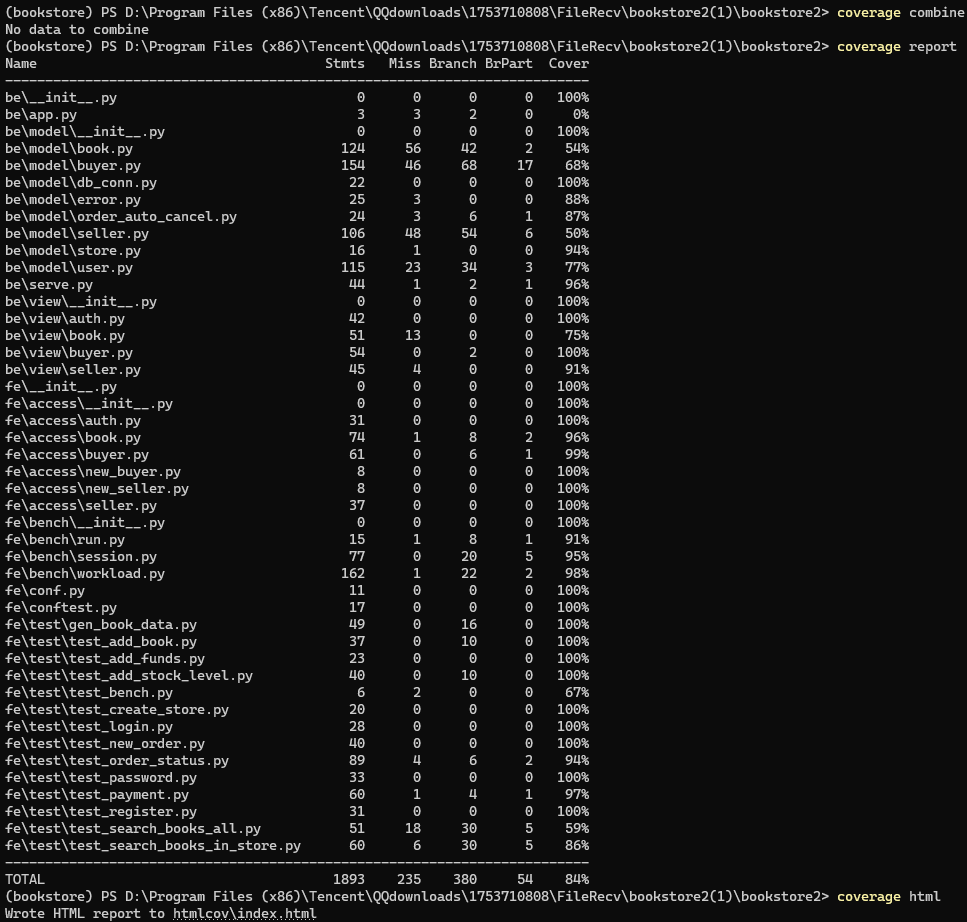 (bookstore) PS D:\Program Files (x86)\Tencent\QQdownloads\1753710808\FileRecv\bookstore2(1)\bookstore2> coverage combine
No data to combine
(bookstore) PS D:\Program Files (x86)\Tencent\QQdownloads\1753710808\FileRecv\bookstore2(1)\bookstore2> coverage report
Name                                    Stmts   Miss Branch BrPart  Cover
-------------------------------------------------------------------------
be\__init__.py                              0      0      0      0   100%
be\app.py                                   3      3      2      0     0%
be\model\__init__.py                        0      0      0      0   100%
be\model\book.py                          124     56     42      2    54%
be\model\buyer.py                         154     46     68     17    68%
be\model\db_conn.py                        22      0      0      0   100%
be\model\error.py                          25      3      0      0    88%
be\model\order_auto_cancel.py              24      3      6      1    87%
be\model\seller.py                        106     48     54      6    50%
be\model\store.py                          16      1      0      0    94%
be\model\user.py                          115     23     34      3    77%
be\serve.py                                44      1      2      1    96%
be\view\__init__.py                         0      0      0      0   100%
be\view\auth.py                            42      0      0      0   100%
be\view\book.py                            51     13      0      0    75%
be\view\buyer.py                           54      0      2      0   100%
be\view\seller.py                          45      4      0      0    91%
fe\__init__.py                              0      0      0      0   100%
fe\access\__init__.py                       0      0      0      0   100%
fe\access\auth.py                          31      0      0      0   100%
fe\access\book.py                          74      1      8      2    96%
fe\access\buyer.py                         61      0      6      1    99%
fe\access\new_buyer.py                      8      0      0      0   100%
fe\access\new_seller.py                     8      0      0      0   100%
fe\access\seller.py                        37      0      0      0   100%
fe\bench\__init__.py                        0      0      0      0   100%
fe\bench\run.py                            15      1      8      1    91%
fe\bench\session.py                        77      0     20      5    95%
fe\bench\workload.py                      162      1     22      2    98%
fe\conf.py                                 11      0      0      0   100%
fe\conftest.py                             17      0      0      0   100%
fe\test\gen_book_data.py                   49      0     16      0   100%
fe\test\test_add_book.py                   37      0     10      0   100%
fe\test\test_add_funds.py                  23      0      0      0   100%
fe\test\test_add_stock_level.py            40      0     10      0   100%
fe\test\test_bench.py                       6      2      0      0    67%
fe\test\test_create_store.py               20      0      0      0   100%
fe\test\test_login.py                      28      0      0      0   100%
fe\test\test_new_order.py                  40      0      0      0   100%
fe\test\test_order_status.py               89      4      6      2    94%
fe\test\test_password.py                   33      0      0      0   100%
fe\test\test_payment.py                    60      1      4      1    97%
fe\test\test_register.py                   31      0      0      0   100%
fe\test\test_search_books_all.py           51     18     30      5    59%
fe\test\test_search_books_in_store.py      60      6     30      5    86%
-------------------------------------------------------------------------
TOTAL                                    1893    235    380     54    84%
(bookstore) PS D:\Program Files (x86)\Tencent\QQdownloads\1753710808\FileRecv\bookstore2(1)\bookstore2> coverage html
Wrote HTML report to htmlcov\index.html